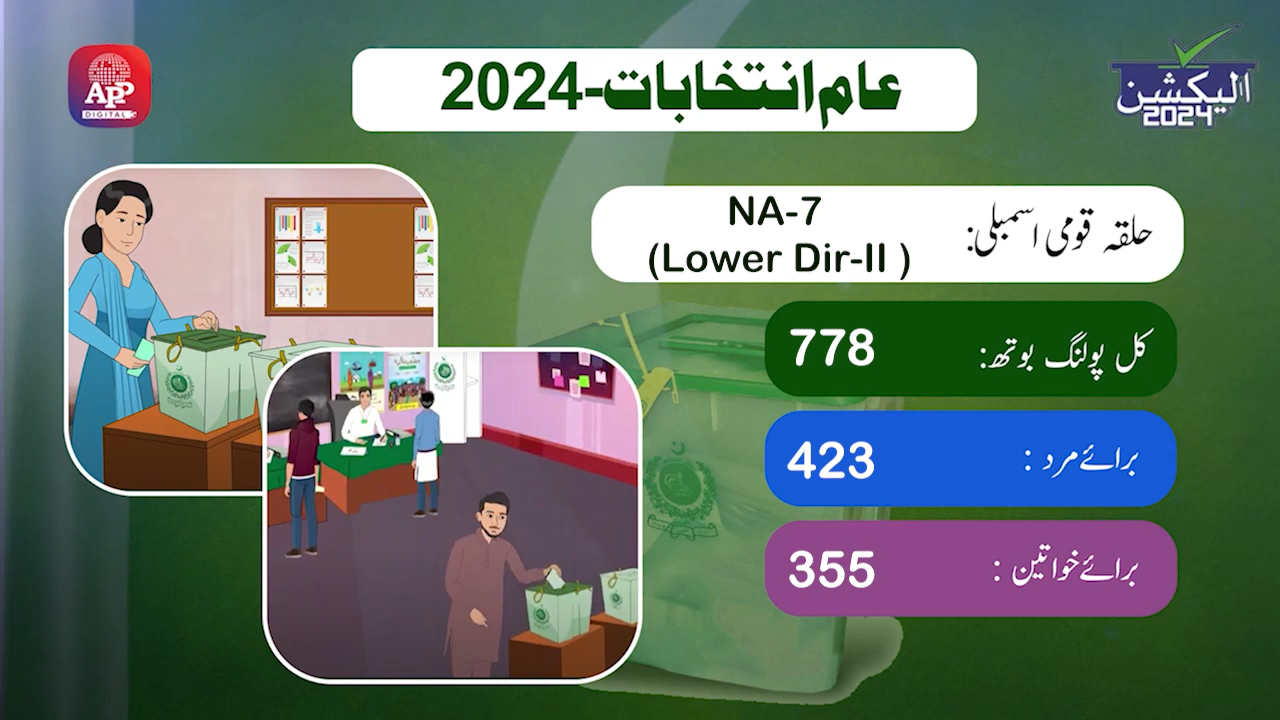 APP
DIGITAL
عام انتخابات-2024
الیکشن
2024
حلقہ قومی اسمبلی:
NA-7
(Lower Dir-II )
کل پولنگ بوتھ:
778
برائے مرد :
423
برائے خواتین :
355